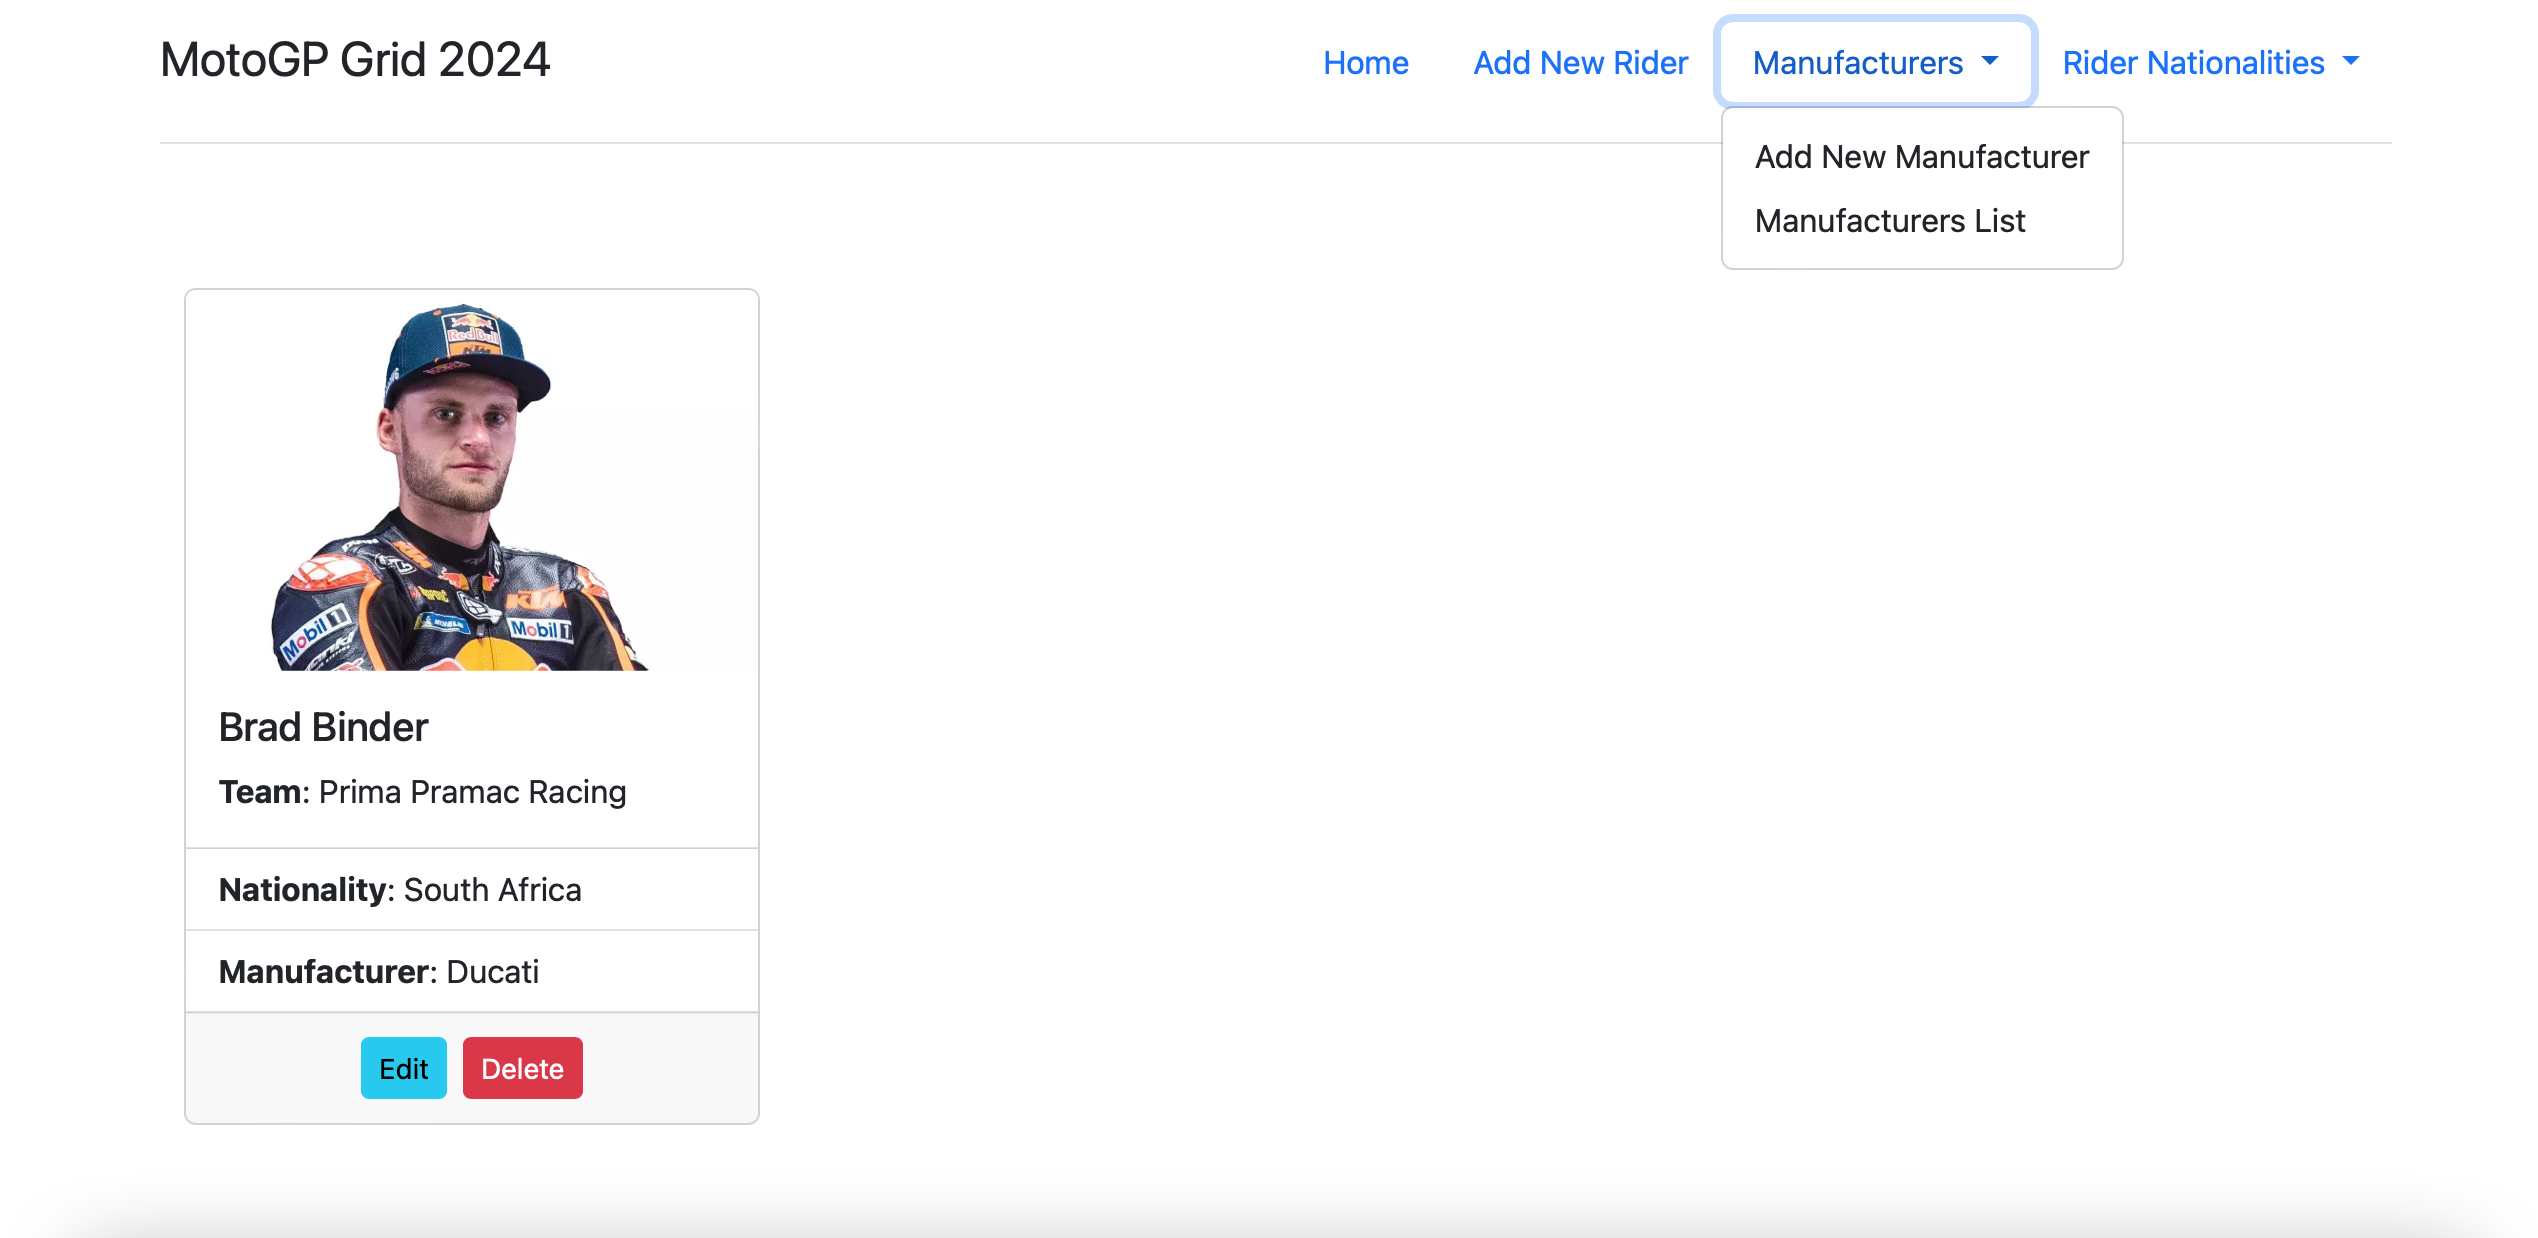 MotoGP Grid 2024
Home
Add New Rider
Manufacturers
Rider Nationalities
Add New Manufacturer
Manufacturers List
Red Bull
KTM
KTM
Mobil 1
Mobil 1
Brad Binder
Team: Prima Pramac Racing
Nationality: South Africa
Manufacturer: Ducati
Edit
Delete